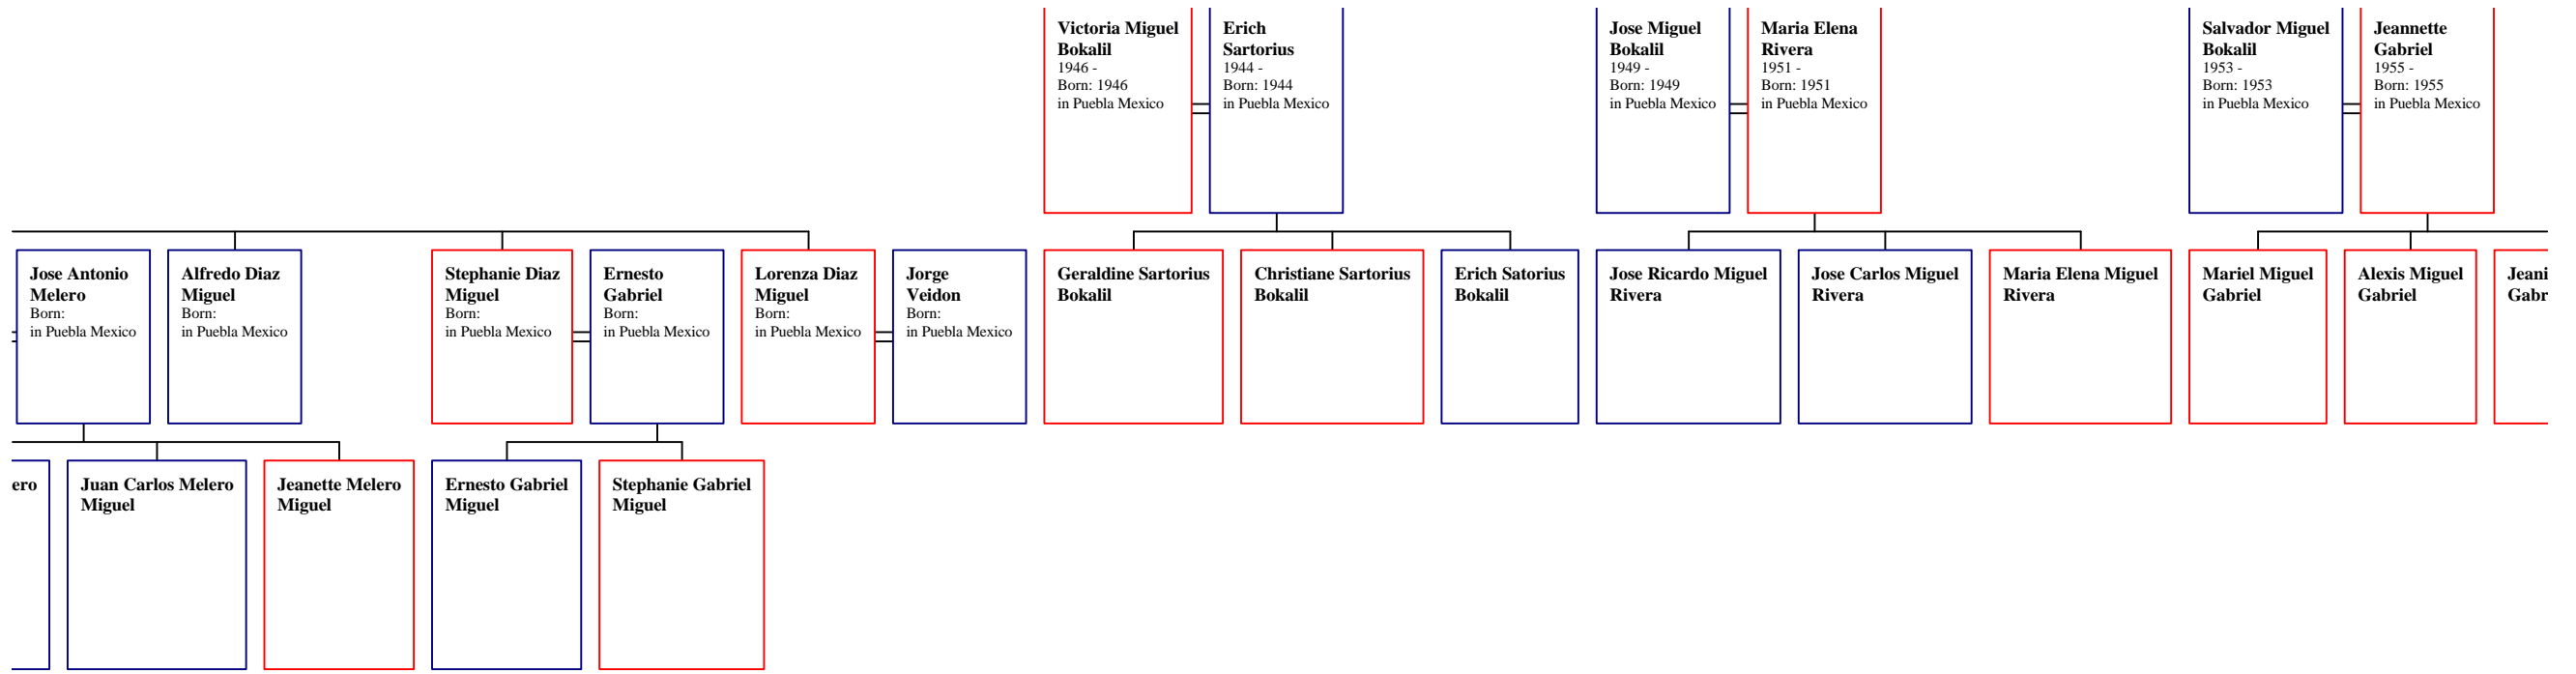 Victoria Miguel
Bokalil
1946 -
Born: 1946
in Puebla Mexico
Erich
Sartorius
1944 -
Born: 1944
in Puebla Mexico
Jose Miguel
Bokalil
1949 -
Born: 1949
in Puebla Mexico
Maria Elena
Rivera
1951 -
Born: 1951
in Puebla Mexico
Salvador Miguel
Bokalil
1953 -
Born: 1953
in Puebla Mexico
Jeannette
Gabriel
1955 -
Born: 1955
in Puebla Mexico
Jose Antonio
Melero
Born:
in Puebla Mexico
Alfredo Diaz
Miguel
Born:
in Puebla Mexico
Stephanie Diaz
Miguel
Born:
in Puebla Mexico
Ernesto
Gabriel
Born:
in Puebla Mexico
Lorenza Diaz
Miguel
Born:
in Puebla Mexico
Jorge
Veidon
Born:
in Puebla Mexico
Geraldine Sartorius
Bokalil
Christiane Sartorius
Bokalil
Erich Satorius
Bokalil
Jose Ricardo Miguel
Rivera
Jose Carlos Miguel
Rivera
Maria Elena Miguel
Rivera
Mariel Miguel
Gabriel
Alexis Miguel
Gabriel
Jeani
Gabr
ero
Juan Carlos Melero
Miguel
Jeanette Melero
Miguel
Ernesto Gabriel
Miguel
Stephanie Gabriel
Miguel